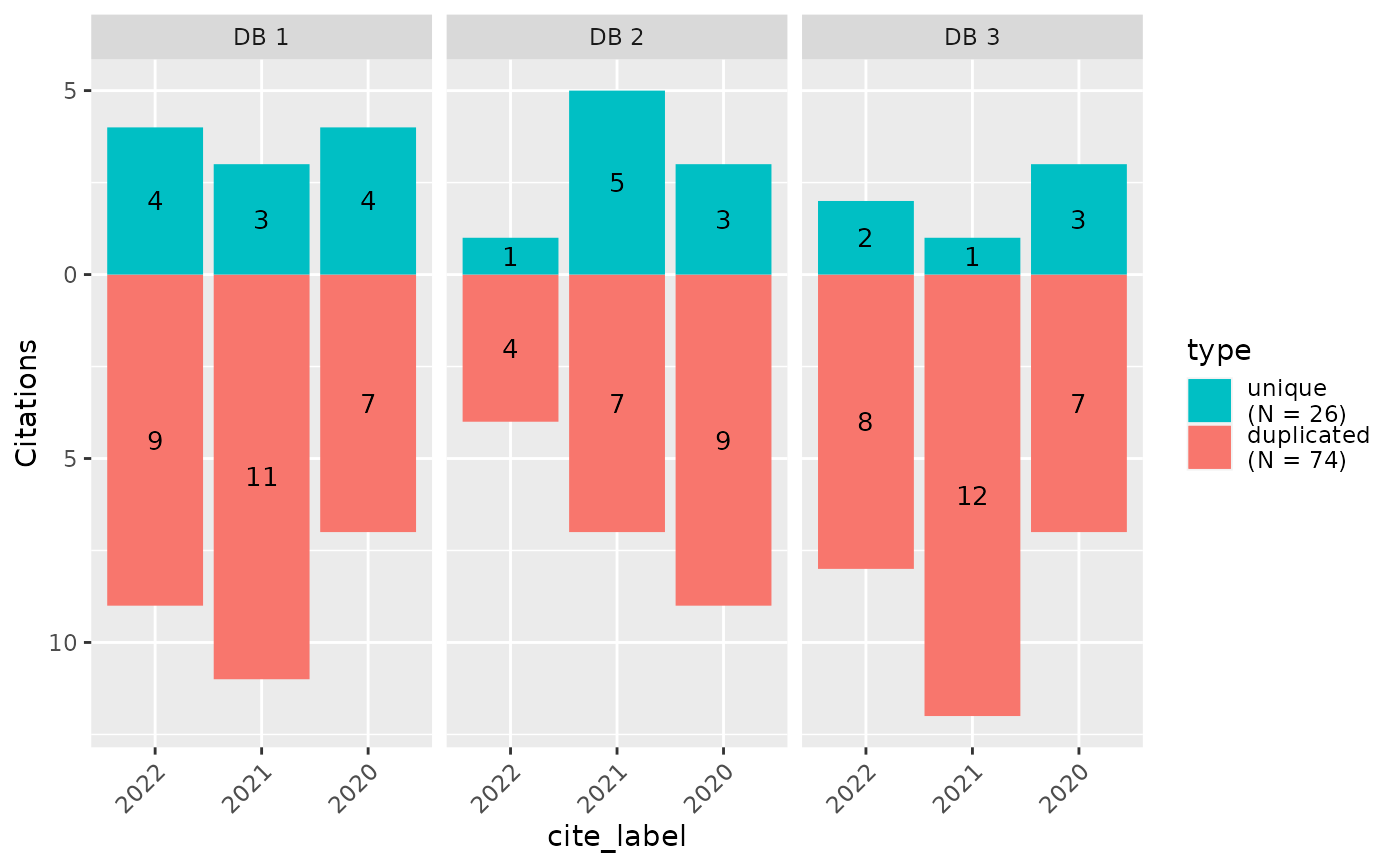 DB 1 DB 2 DB 3
5
4 3 4 1 5 3 2 1 3
0
9 11 7 4 7 9 8 12 7
5
10
Citations
2022 2021 2020 2022 2021 2020 2022 2021 2020
cite_label
type
unique
(N = 26)
duplicated
(N = 74)